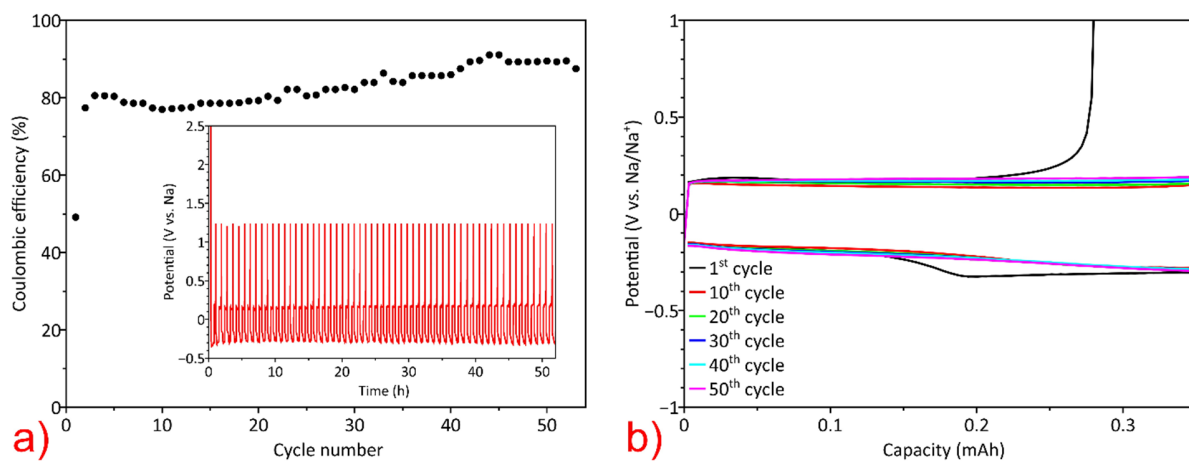 100
80
60
40
20
0
Coulombic efficiency (%)
0
10
20
30
40
50
Cycle number
a)
2.5
2
1.5
1
0.5
0
−0.5
Potential (V vs. Na)
0
10
20
30
40
50
Time (h)
1
0.5
0
−0.5
−1
Potential (V vs. Na/Na⁺)
1ˢᵗ cycle
10ᵗʰ cycle
20ᵗʰ cycle
30ᵗʰ cycle
40ᵗʰ cycle
50ᵗʰ cycle
0
0.1
0.2
0.3
Capacity (mAh)
b)